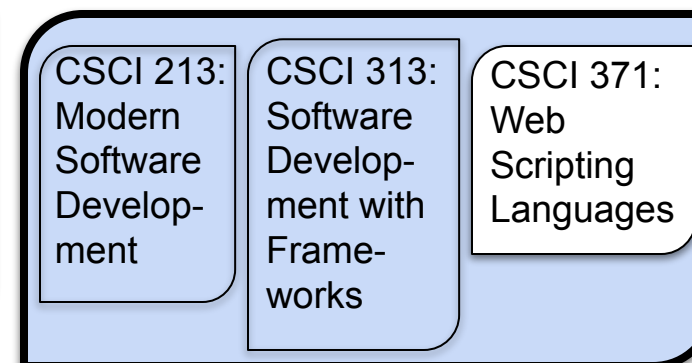 CSCI 213:
Modern
Software
Develop-
ment
CSCI 313:
Software
Develop-
ment with
Frame-
works
CSCI 371:
Web
Scripting
Languages